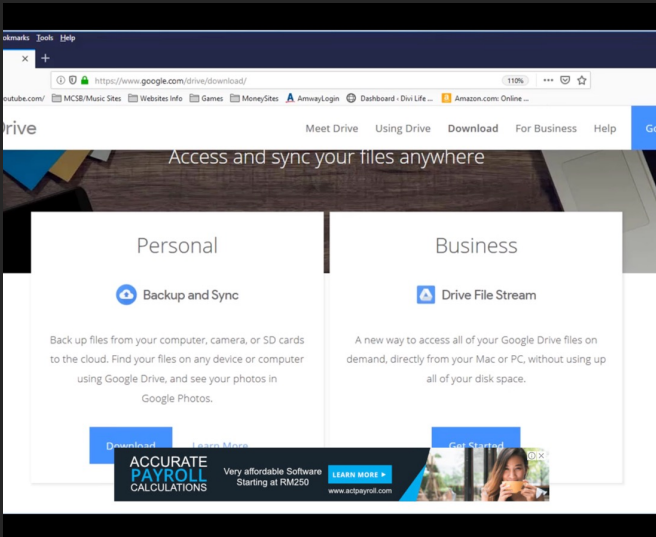 Tools Help
https://www.google.com/drive/download/
110%
MCSB/Music Sites Websites Info Games MoneySites AmwayLogin Dashboard - Divi Life ... Amazon.com: Online ...
Meet Drive Using Drive Download For Business Help
Access and sync your files anywhere
Personal
Backup and Sync
Back up files from your computer, camera, or SD cards
to the cloud. Find your files on any device or computer
using Google Drive, and see your photos in
Google Photos.
Download Learn More
Business
Drive File Stream
A new way to access all of your Google Drive files on
demand, directly from your Mac or PC, without using up
all of your disk space.
Get Started
ACCURATE
PAYROLL
CALCULATIONS
Very affordable Software
Starting at RM250
LEARN MORE
www.actpayroll.com